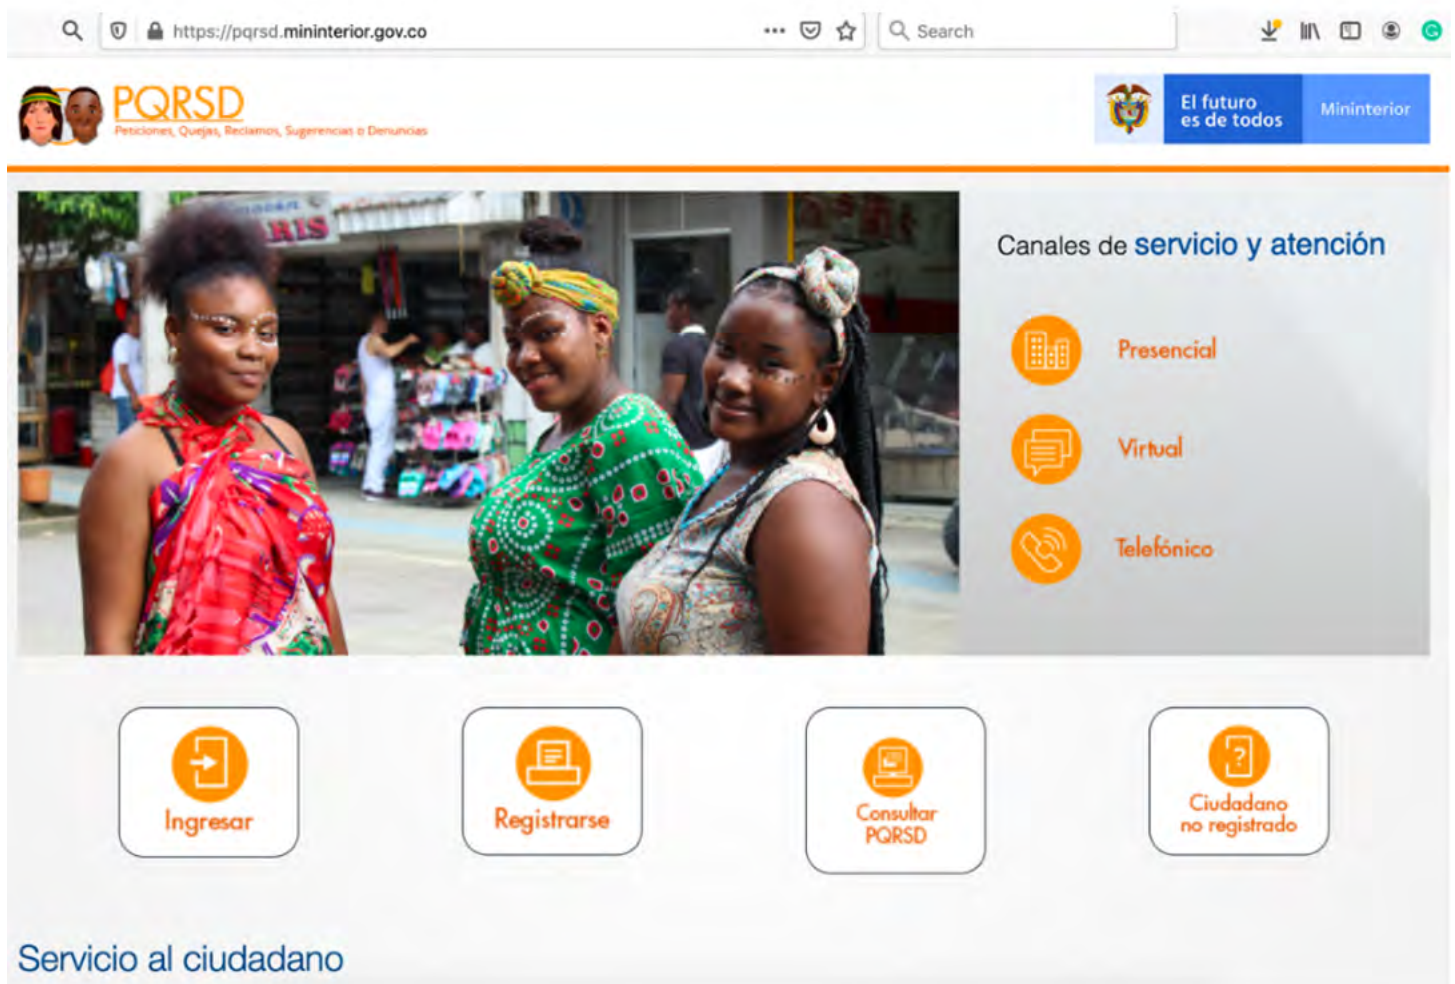 https://pqrsd.mininterior.gov.co
Search
PQRSD
Peticiones, Quejas, Reclamos, Sugerencias o Denuncias
El futuro
es de todos
Mininterior
RIS
Canales de servicio y atención
Presencial
Virtual
Telefónico
Ingresar
Registrarse
Consultar
PQRSD
Ciudadano
no registrado
Servicio al ciudadano